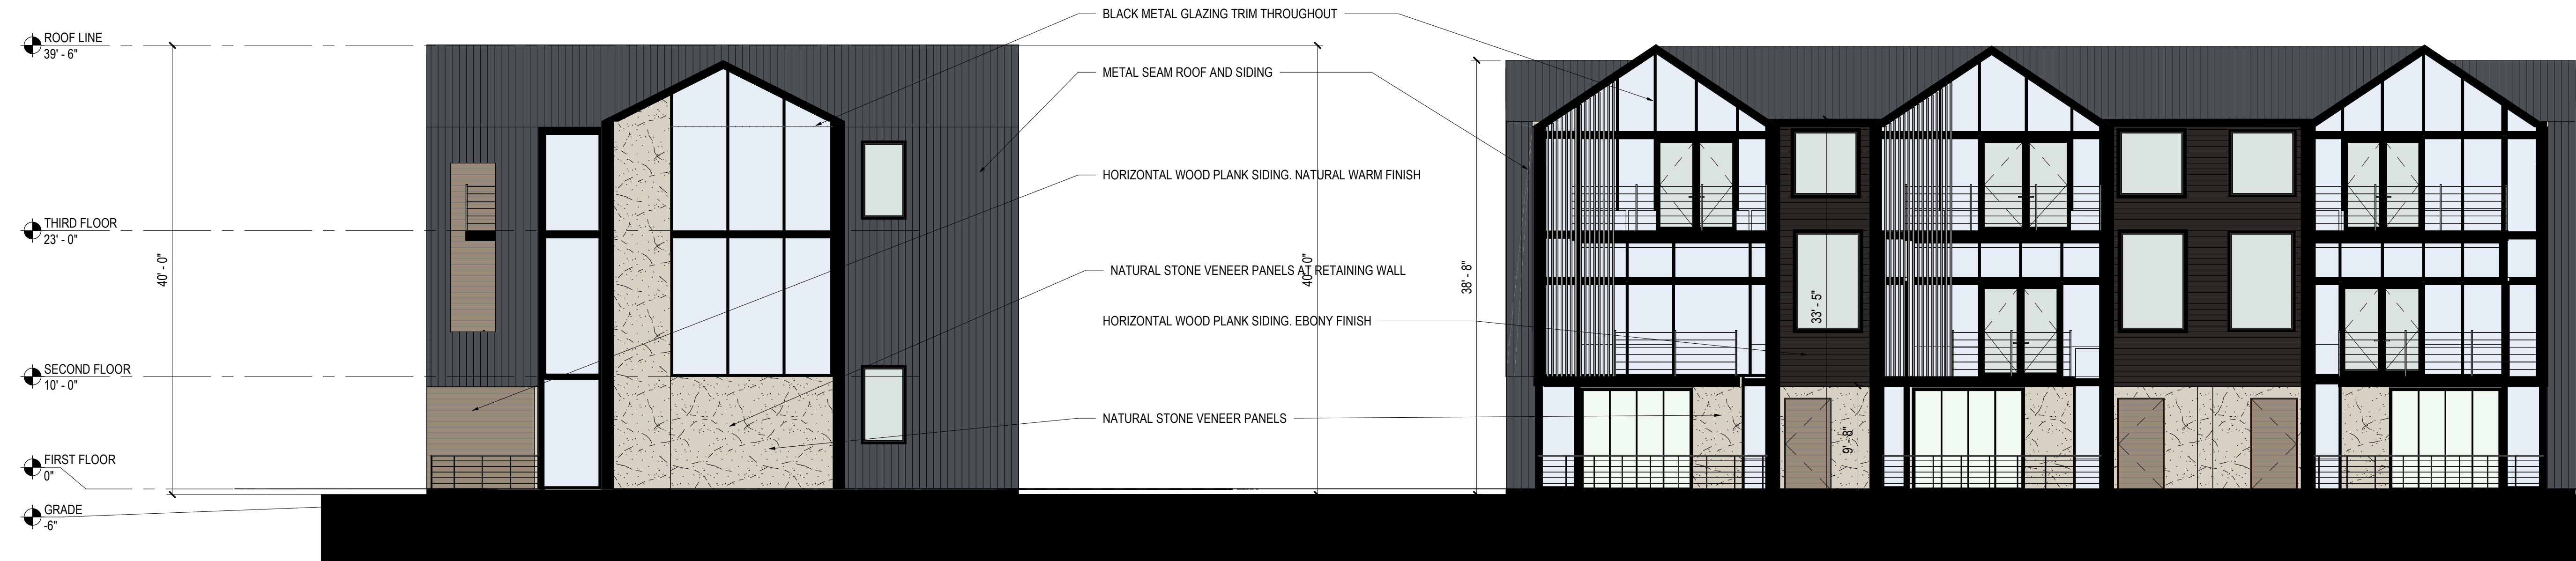 ROOF LINE
39' - 6"
THIRD FLOOR
23' - 0"
SECOND FLOOR
10' - 0"
FIRST FLOOR
0"
GRADE
-6"
40' - 0"
BLACK METAL GLAZING TRIM THROUGHOUT
METAL SEAM ROOF AND SIDING
HORIZONTAL WOOD PLANK SIDING. NATURAL WARM FINISH
NATURAL STONE VENEER PANELS AT RETAINING WALL
HORIZONTAL WOOD PLANK SIDING. EBONY FINISH
NATURAL STONE VENEER PANELS
40' - 0"
38' - 8"
33' - 5"
9' - 8"